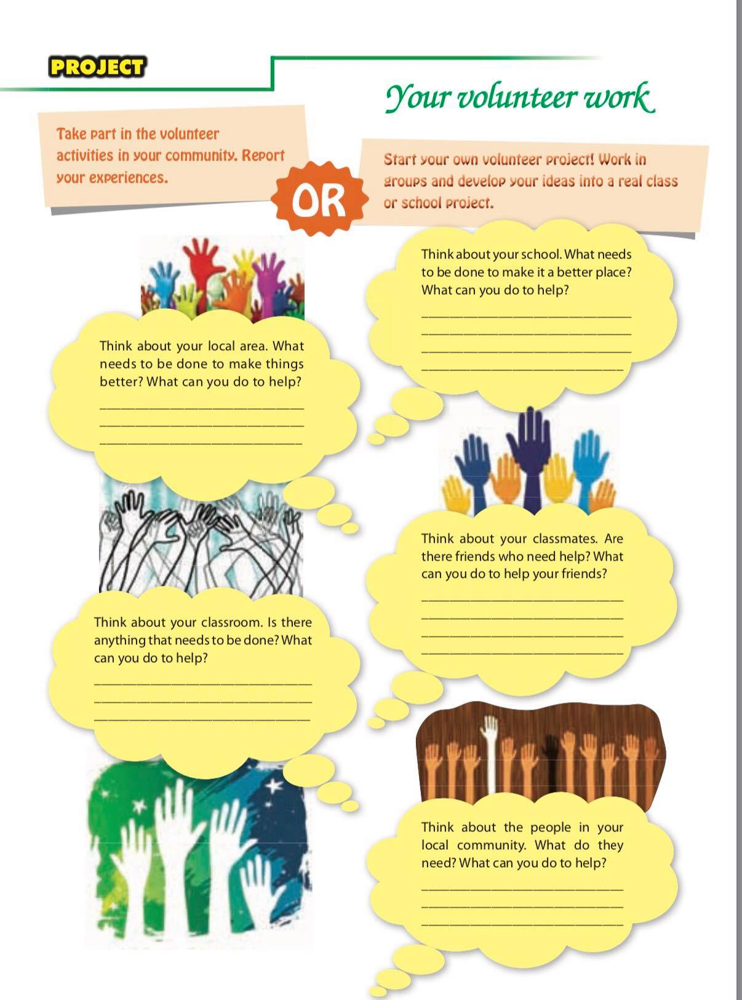 PROJECT
Your volunteer work
Take part in the volunteer
activities in your community. Report
your experiences.
OR
Start your own volunteer project! Work in
groups and develop your ideas into a real class
or school project.
Think about your school. What needs
to be done to make it a better place?
What can you do to help?
Think about your local area. What
needs to be done to make things
better? What can you do to help?
Think about your classmates. Are
there friends who need help? What
can you do to help your friends?
Think about your classroom. Is there
anything that needs to be done? What
can you do to help?
Think about the people in your
local community. What do they
need? What can you do to help?